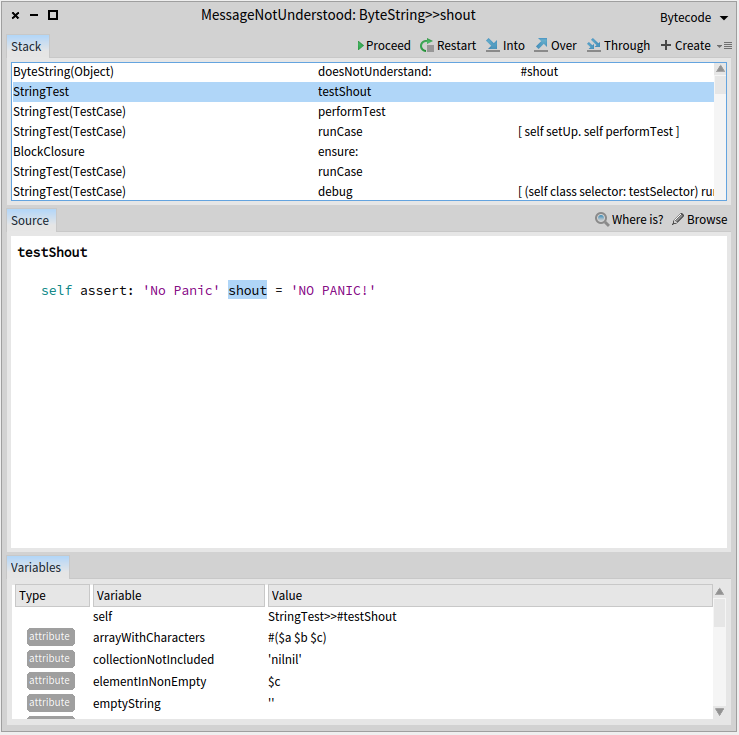 MessageNotUnderstood: ByteString>>shout
Bytecode
Stack
Proceed Restart Into Over Through Create
ByteString(Object) doesNotUnderstand: #shout
StringTest testShout
StringTest(TestCase) performTest
StringTest(TestCase) runCase [ self setUp. self performTest ]
BlockClosure ensure:
StringTest(TestCase) runCase
StringTest(TestCase) debug [ (self class selector: testSelector)
Source Where is? Browse
testShout
self assert: 'No Panic' shout = 'NO PANIC!'
Variables
Type Variable Value
self StringTest>>#testShout
attribute arrayWithCharacters #($a $b $c)
attribute collectionNotIncluded 'nilnil'
attribute elementInNonEmpty $c
attribute emptyString ''